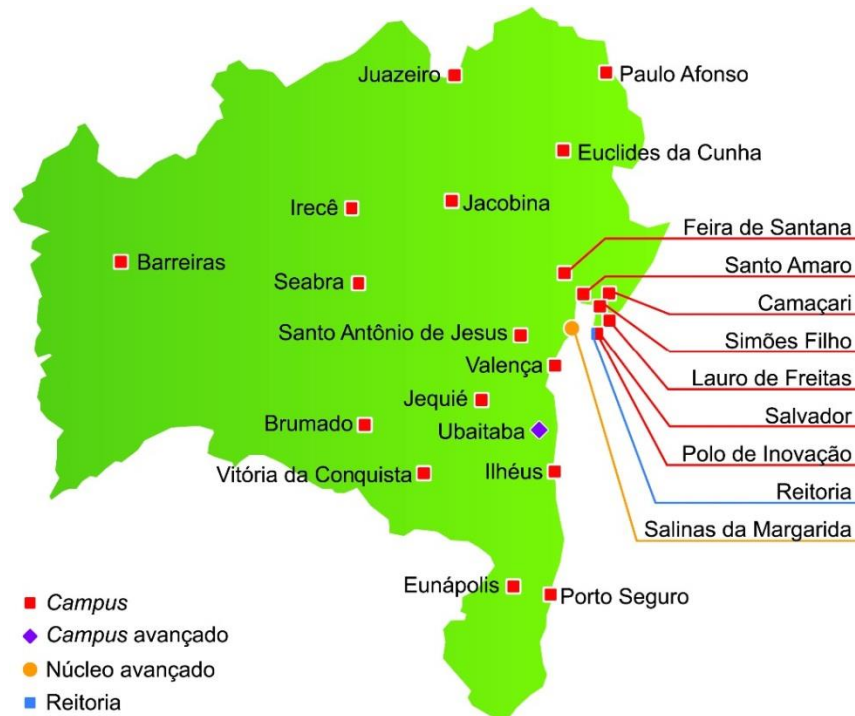 Juazeiro
Paulo Afonso
Euclides da Cunha
Irecê
Jacobina
Feira de Santana
Barreiras
Santo Amaro
Seabra
Camaçari
Santo Antônio de Jesus
Simões Filho
Valença
Lauro de Freitas
Jequié
Salvador
Brumado
Ubaitaba
Polo de Inovação
Vitória da Conquista
Ilhéus
Reitoria
Salinas da Margarida
Eunápolis
Porto Seguro
Campus
Campus avançado
Núcleo avançado
Reitoria